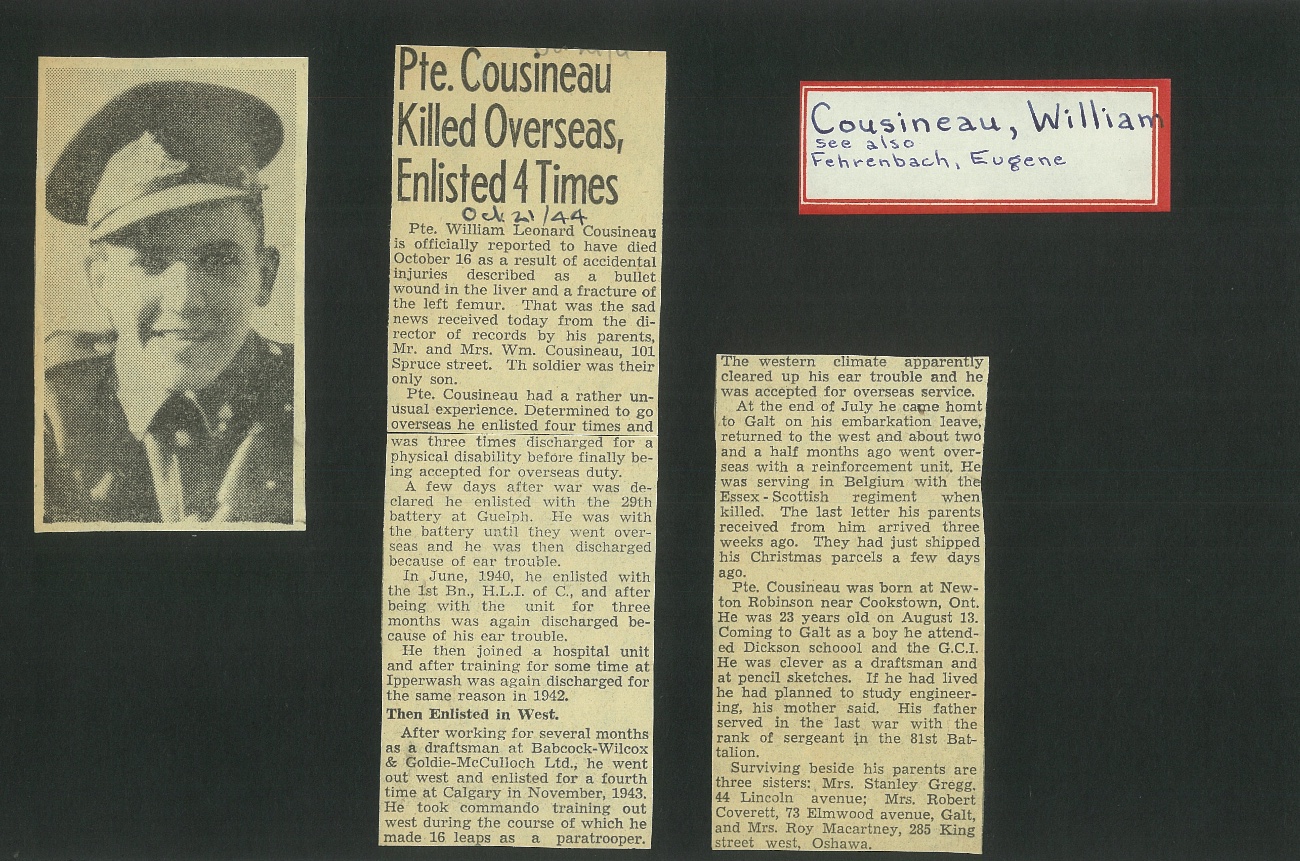 Pte. Cousineau
Killed Overseas,
Enlisted 4 Times
Oct. 21/44
Pte. William Leonard Cousineau
is officially reported to have died
October 16 as a result of accidental
injuries described as a bullet
wound in the liver and a fracture of
the left femur. That was the sad
news received today from the di-
rector of records by his parents,
Mr. and Mrs. Wm. Cousineau, 101
Spruce street. Th soldier was their
only son.
Pte. Cousineau had a rather un-
usual experience. Determined to go
overseas he enlisted four times and
was three times discharged for a
physical disability before finally be-
ing accepted for overseas duty.
A few days after war was de-
clared he enlisted with the 29th
battery at Guelph. He was with
the battery until they went over-
seas and he was then discharged
because of ear trouble.
In June, 1940, he enlisted with
the 1st Bn., H.L.I. of C., and after
being with the unit for three
months was again discharged be-
cause of his ear trouble.
He then joined a hospital unit
and after training for some time at
Ipperwash was again discharged for
the same reason in 1942.
Then Enlisted in West.
After working for several months
as a draftsman at Babcock-Wilcox
& Goldie-McCulloch Ltd., he went
out west and enlisted for a fourth
time at Calgary in November, 1943.
He took commando training out
west during the course of which he
made 16 leaps as a paratrooper.
Cousineau, William
see also
Fehrenbach, Eugene
The western climate apparently
cleared up his ear trouble and he
was accepted for overseas service.
At the end of July he came homt
to Galt on his embarkation leave,
returned to the west and about two
and a half months ago went over-
seas with a reinforcement unit. He
was serving in Belgium with the
Essex-Scottish regiment when
killed. The last letter his parents
received from him arrived three
weeks ago. They had just shipped
his Christmas parcels a few days
ago.
Pte. Cousineau was born at New-
ton Robinson near Cookstown, Ont.
He was 23 years old on August 13.
Coming to Galt as a boy he attend-
ed Dickson schoool and the G.C.I.
He was clever as a draftsman and
at pencil sketches. If he had lived
he had planned to study engineer-
ing, his mother said. His father
served in the last war with the
rank of sergeant in the 81st Bat-
talion.
Surviving beside his parents are
three sisters: Mrs. Stanley Gregg,
44 Lincoln avenue; Mrs. Robert
Coverett, 73 Elmwood avenue, Galt,
and Mrs. Roy Macartney, 285 King
street west, Oshawa.